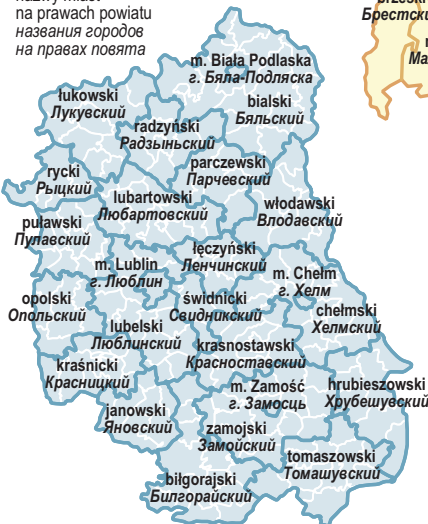 nazwy miast
na prawach powiatu
названия городов
на правах повята
m. Biała Podlaska
г. Бяла-Подляска
łukowski
Лукувский
bialski
Бяльский
radzyński
Радзыньский
parczewski
Парчевский
rycki
Рыцкий
lubartowski
Любартовский
włodawski
Влодавский
puławski
Пулавский
łęczyński
Ленчинский
m. Lublin
г. Люблин
m. Chełm
г. Хелм
opolski
Опольский
świdnicki
Свидникский
chełmski
Хелмский
lubelski
Люблинский
krasnostawski
Красноставский
kraśnicki
Красницкий
m. Zamość
г. Замосць
hrubieszowski
Хрубешувский
janowski
Яновский
zamojski
Замойский
tomaszowski
Томашувский
biłgorajski
Билгорайский